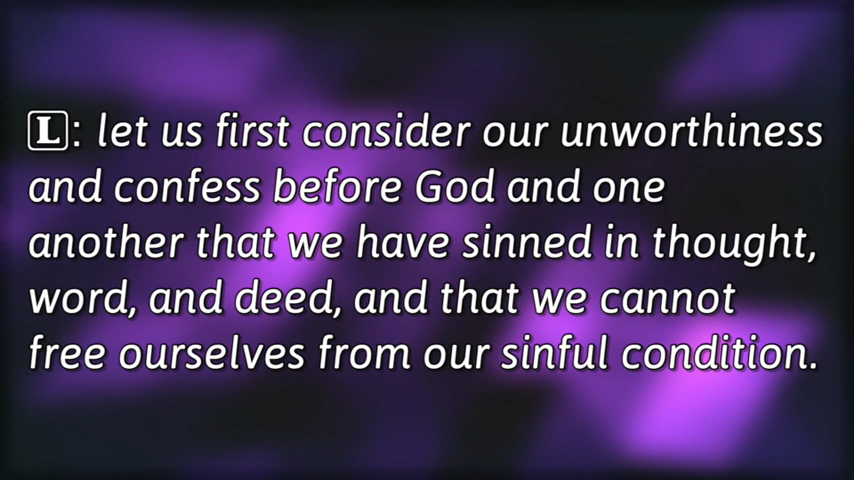 L: let us first consider our unworthiness
and confess before God and one
another that we have sinned in thought,
word, and deed, and that we cannot
free ourselves from our sinful condition.